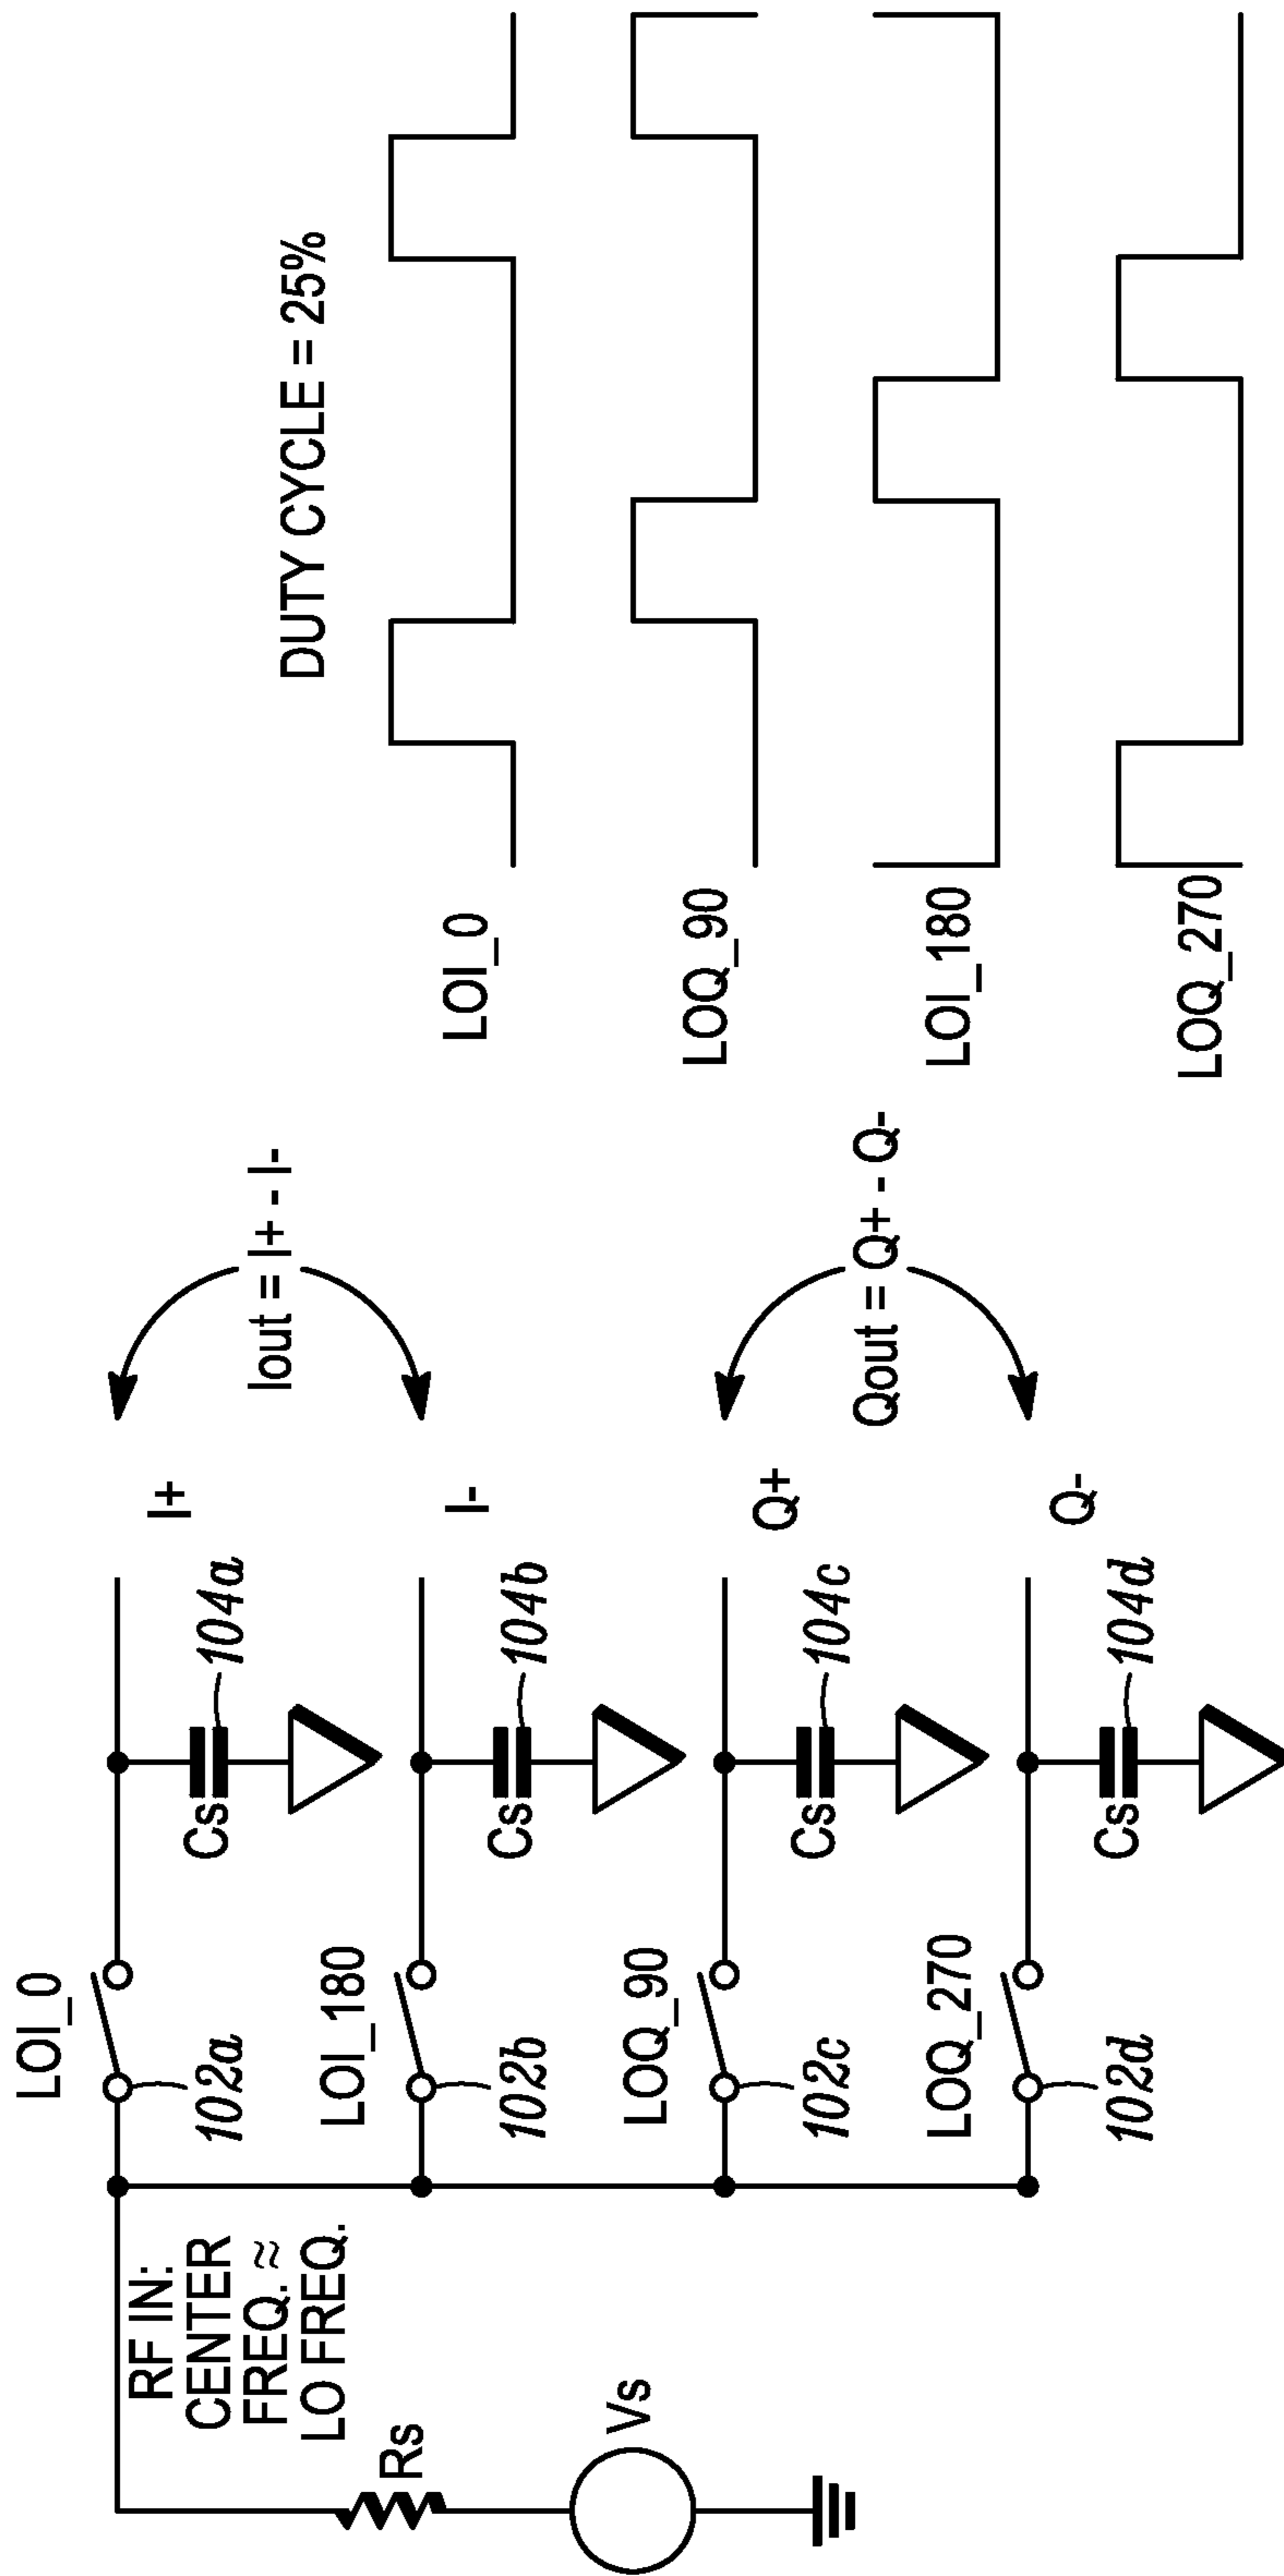 RF IN:
CENTER
FREQ. ≈
LO FREQ.
Rs
Vs
LOI_0
102a
Cs
104a
I+
LOI_180
102b
Cs
104b
I-
LOQ_90
102c
Cs
104c
Q+
LOQ_270
102d
Cs
104d
Q-
Iout = I+ - I-
Qout = Q+ - Q-
DUTY CYCLE = 25%
LOI_0
LOQ_90
LOI_180
LOQ_270